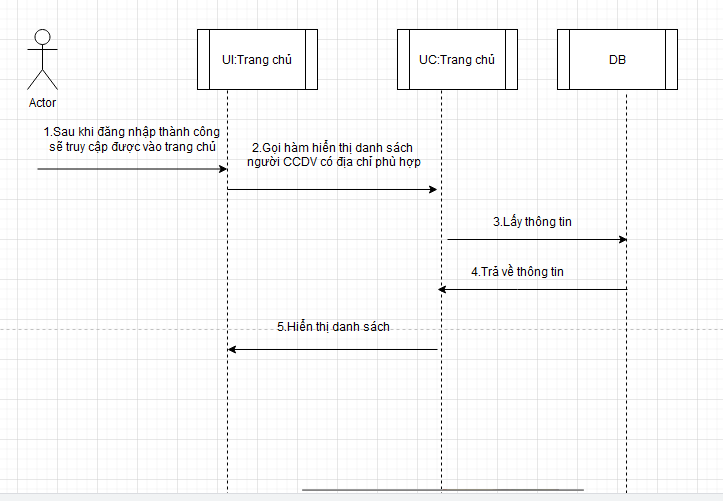 UI:Trang chủ
UC:Trang chủ
DB
Actor
1.Sau khi đăng nhập thành công
sẽ truy cập được vào trang chủ
2.Gọi hàm hiển thị danh sách
người CCDV có địa chỉ phù hợp
3.Lấy thông tin
4.Trả về thông tin
5.Hiển thị danh sách